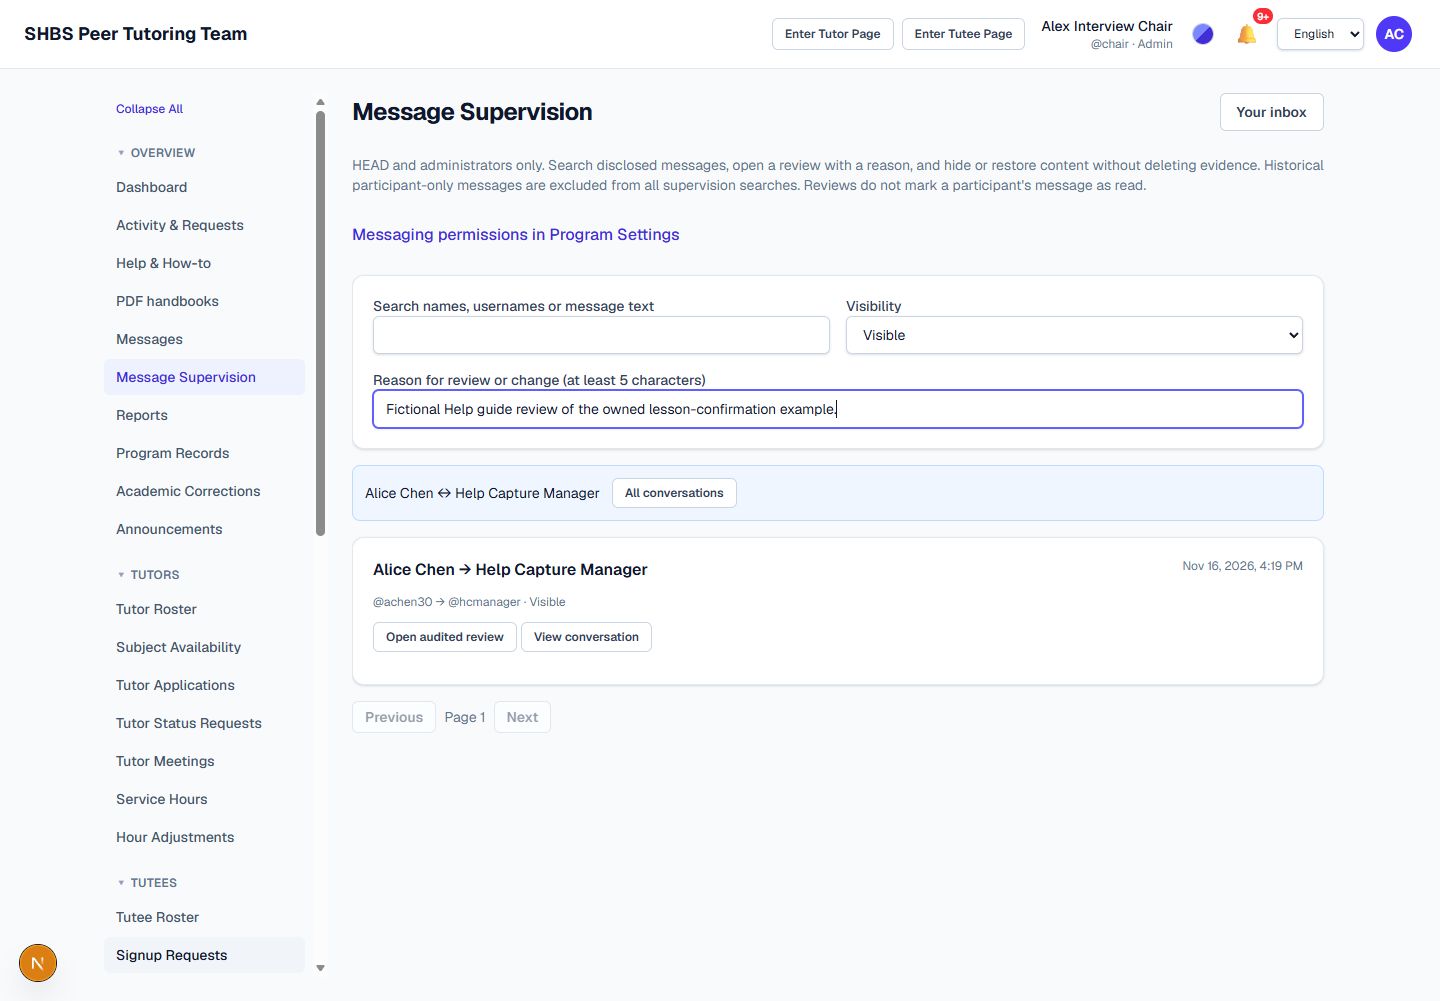 SHBS Peer Tutoring Team
Enter Tutor Page
Enter Tutee Page
Alex Interview Chair
@chair · Admin
9+
English
AC
Collapse All
OVERVIEW
Dashboard
Activity & Requests
Help & How-to
PDF handbooks
Messages
Message Supervision
Reports
Program Records
Academic Corrections
Announcements
TUTORS
Tutor Roster
Subject Availability
Tutor Applications
Tutor Status Requests
Tutor Meetings
Service Hours
Hour Adjustments
TUTEES
Tutee Roster
Signup Requests
N
Message Supervision
Your inbox
HEAD and administrators only. Search disclosed messages, open a review with a reason, and hide or restore content without deleting evidence. Historical
participant-only messages are excluded from all supervision searches. Reviews do not mark a participant's message as read.
Messaging permissions in Program Settings
Search names, usernames or message text
Visibility
Visible
Reason for review or change (at least 5 characters)
Fictional Help guide review of the owned lesson-confirmation example.
Alice Chen ↔ Help Capture Manager
All conversations
Alice Chen → Help Capture Manager
Nov 16, 2026, 4:19 PM
@achen30 → @hcmanager · Visible
Open audited review
View conversation
Previous
Page 1
Next